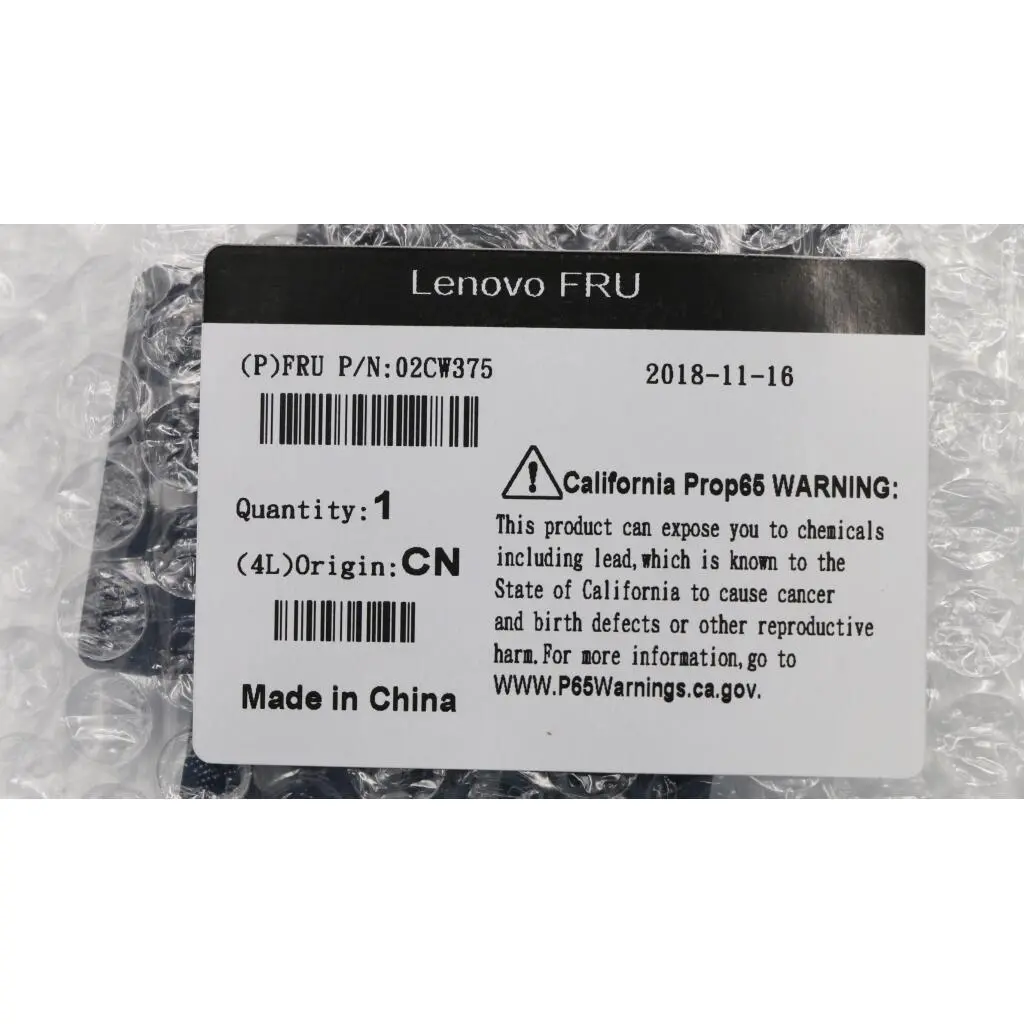 Lenovo FRU
(P)FRU P/N:02CW375
2018-11-16
Quantity:1
(4L)Origin:CN
Made in China
California Prop65 WARNING:
This product can expose you to chemicals
including lead,which is known to the
State of California to cause cancer
and birth defects or other reproductive
harm.For more information,go to
WWW.P65Warnings.ca.gov.